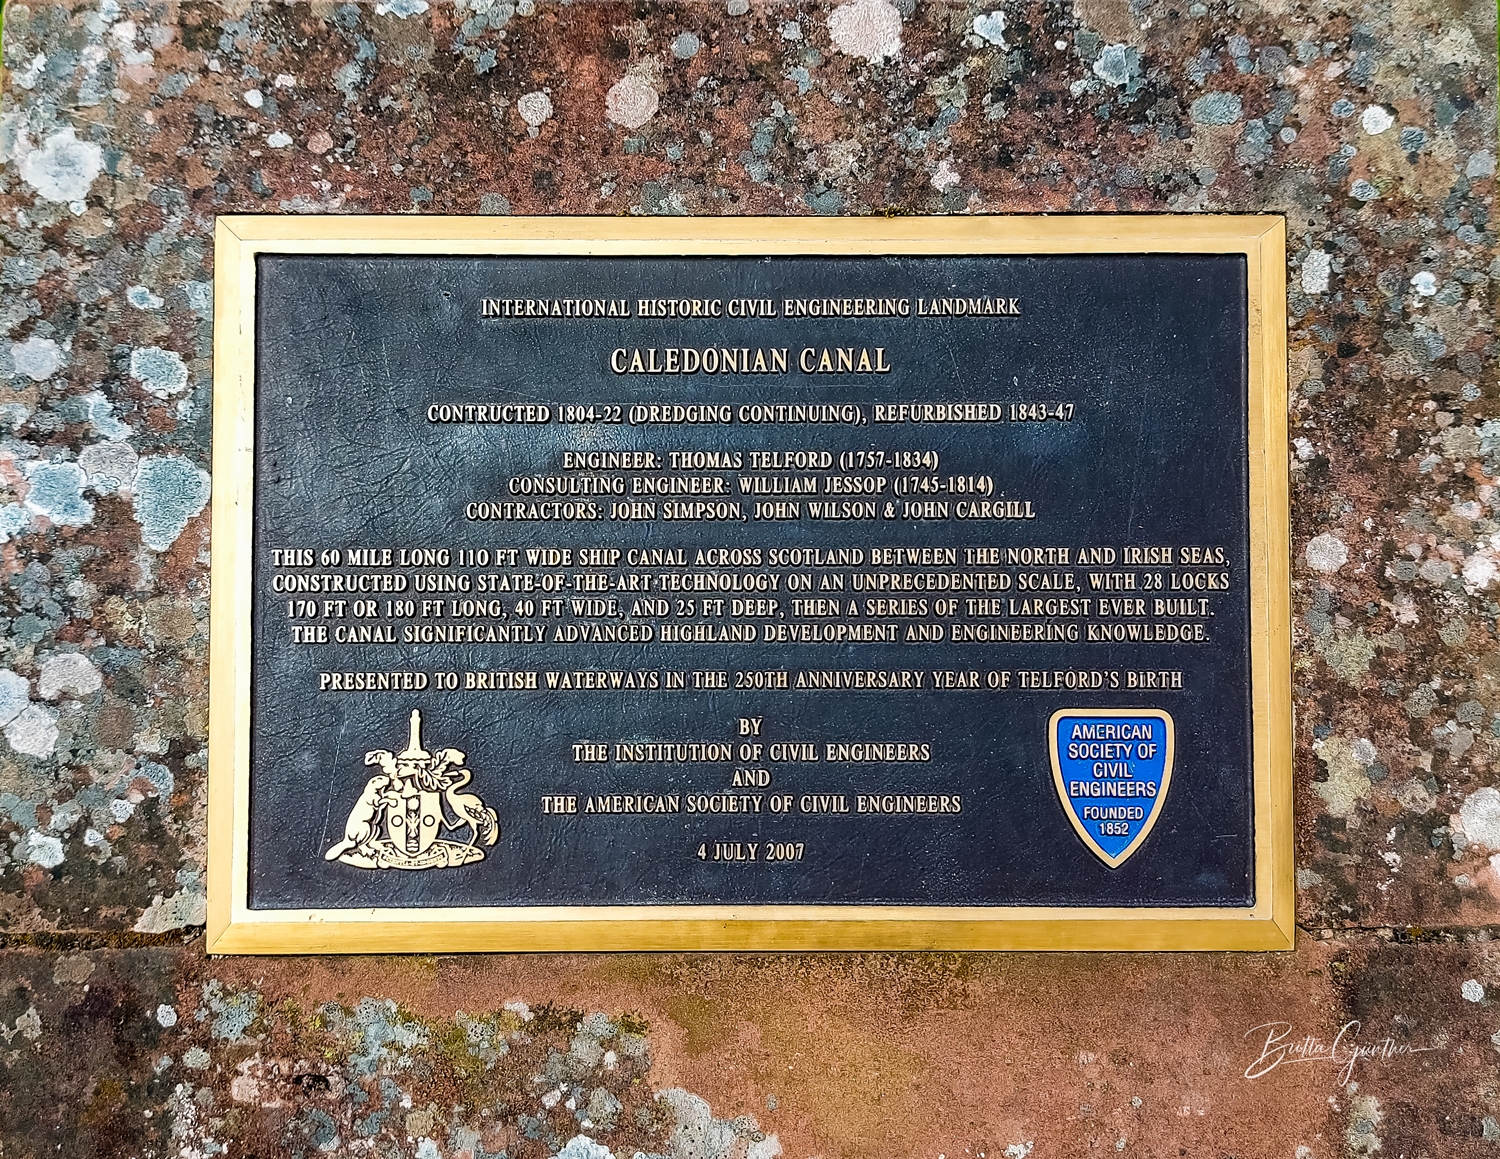 INTERNATIONAL HISTORIC CIVIL ENGINEERING LANDMARK
CALEDONIAN CANAL
CONTRUCTED 1804-22 (DREDGING CONTINUING), REFURBISHED 1843-47
ENGINEER: THOMAS TELFORD (1757-1834)
CONSULTING ENGINEER: WILLIAM JESSOP (1745-1814)
CONTRACTORS: JOHN SIMPSON, JOHN WILSON & JOHN CARGILL
THIS 60 MILE LONG 110 FT WIDE SHIP CANAL ACROSS SCOTLAND BETWEEN THE NORTH AND IRISH SEAS,
CONSTRUCTED USING STATE-OF-THE-ART TECHNOLOGY ON AN UNPRECEDENTED SCALE, WITH 28 LOCKS
170 FT OR 180 FT LONG, 40 FT WIDE, AND 25 FT DEEP, THEN A SERIES OF THE LARGEST EVER BUILT.
THE CANAL SIGNIFICANTLY ADVANCED HIGHLAND DEVELOPMENT AND ENGINEERING KNOWLEDGE.
PRESENTED TO BRITISH WATERWAYS IN THE 250TH ANNIVERSARY YEAR OF TELFORD'S BIRTH
BY
THE INSTITUTION OF CIVIL ENGINEERS
AND
THE AMERICAN SOCIETY OF CIVIL ENGINEERS
4 JULY 2007
AMERICAN
SOCIETY OF
CIVIL
ENGINEERS
FOUNDED
1852
Britta Günther